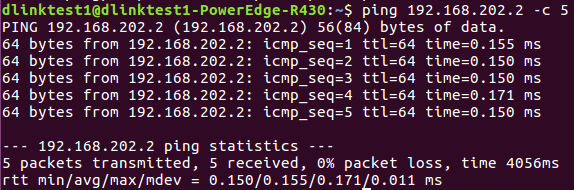 dlinktest1@dlinktest1-PowerEdge-R430:~$ ping 192.168.202.2 -c 5
PING 192.168.202.2 (192.168.202.2) 56(84) bytes of data.
64 bytes from 192.168.202.2: icmp_seq=1 ttl=64 time=0.155 ms
64 bytes from 192.168.202.2: icmp_seq=2 ttl=64 time=0.150 ms
64 bytes from 192.168.202.2: icmp_seq=3 ttl=64 time=0.150 ms
64 bytes from 192.168.202.2: icmp_seq=4 ttl=64 time=0.171 ms
64 bytes from 192.168.202.2: icmp_seq=5 ttl=64 time=0.150 ms

--- 192.168.202.2 ping statistics ---
5 packets transmitted, 5 received, 0% packet loss, time 4056ms
rtt min/avg/max/mdev = 0.150/0.155/0.171/0.011 ms